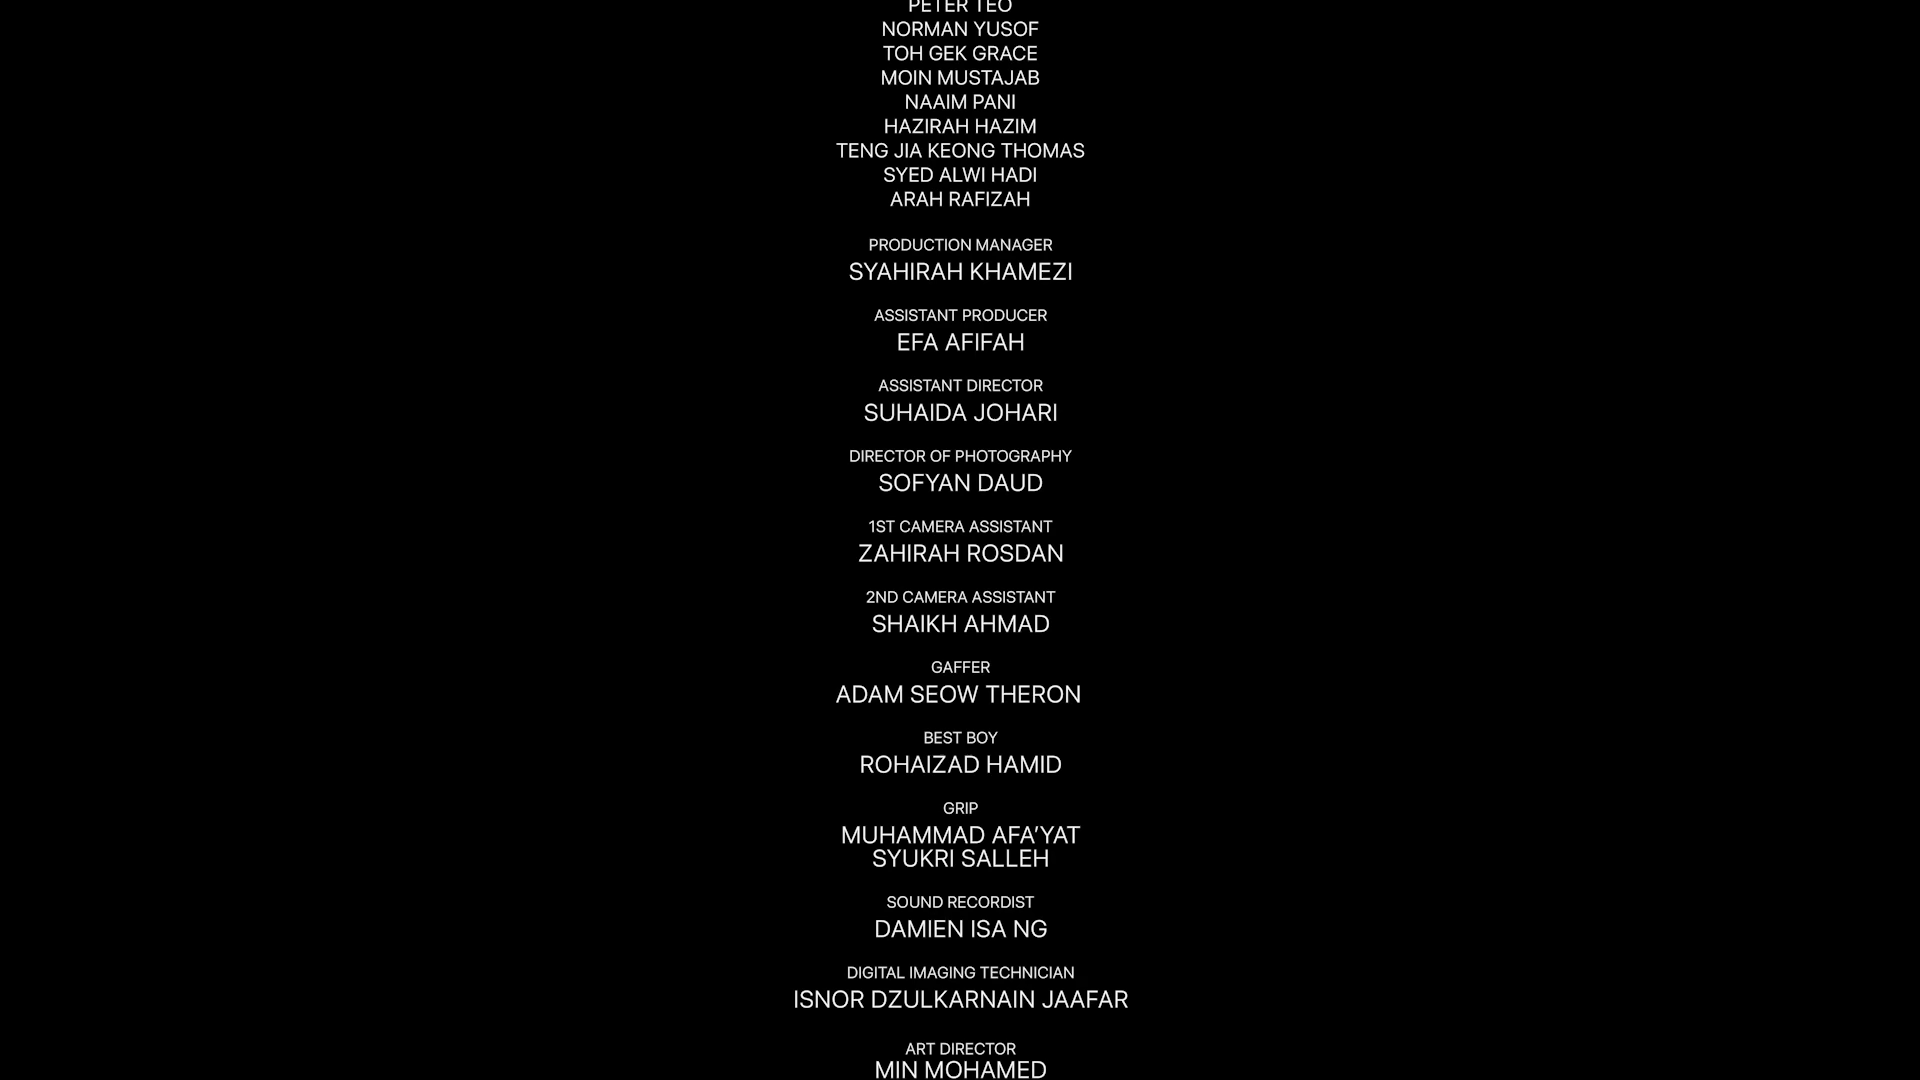 PETER TEO
NORMAN YUSOF
TOH GEK GRACE
MOIN MUSTAJAB
NAAIM PANI
HAZIRAH HAZIM
TENG JIA KEONG THOMAS
SYED ALWI HADI
ARAH RAFIZAH
PRODUCTION MANAGER
SYAHIRAH KHAMEZI
ASSISTANT PRODUCER
EFA AFIFAH
ASSISTANT DIRECTOR
SUHAIDA JOHARI
DIRECTOR OF PHOTOGRAPHY
SOFYAN DAUD
1ST CAMERA ASSISTANT
ZAHIRAH ROSDAN
2ND CAMERA ASSISTANT
SHAIKH AHMAD
GAFFER
ADAM SEOW THERON
BEST BOY
ROHAIZAD HAMID
GRIP
MUHAMMAD AFA’YAT
SYUKRI SALLEH
SOUND RECORDIST
DAMIEN ISA NG
DIGITAL IMAGING TECHNICIAN
ISNOR DZULKARNAIN JAAFAR
ART DIRECTOR
MIN MOHAMED